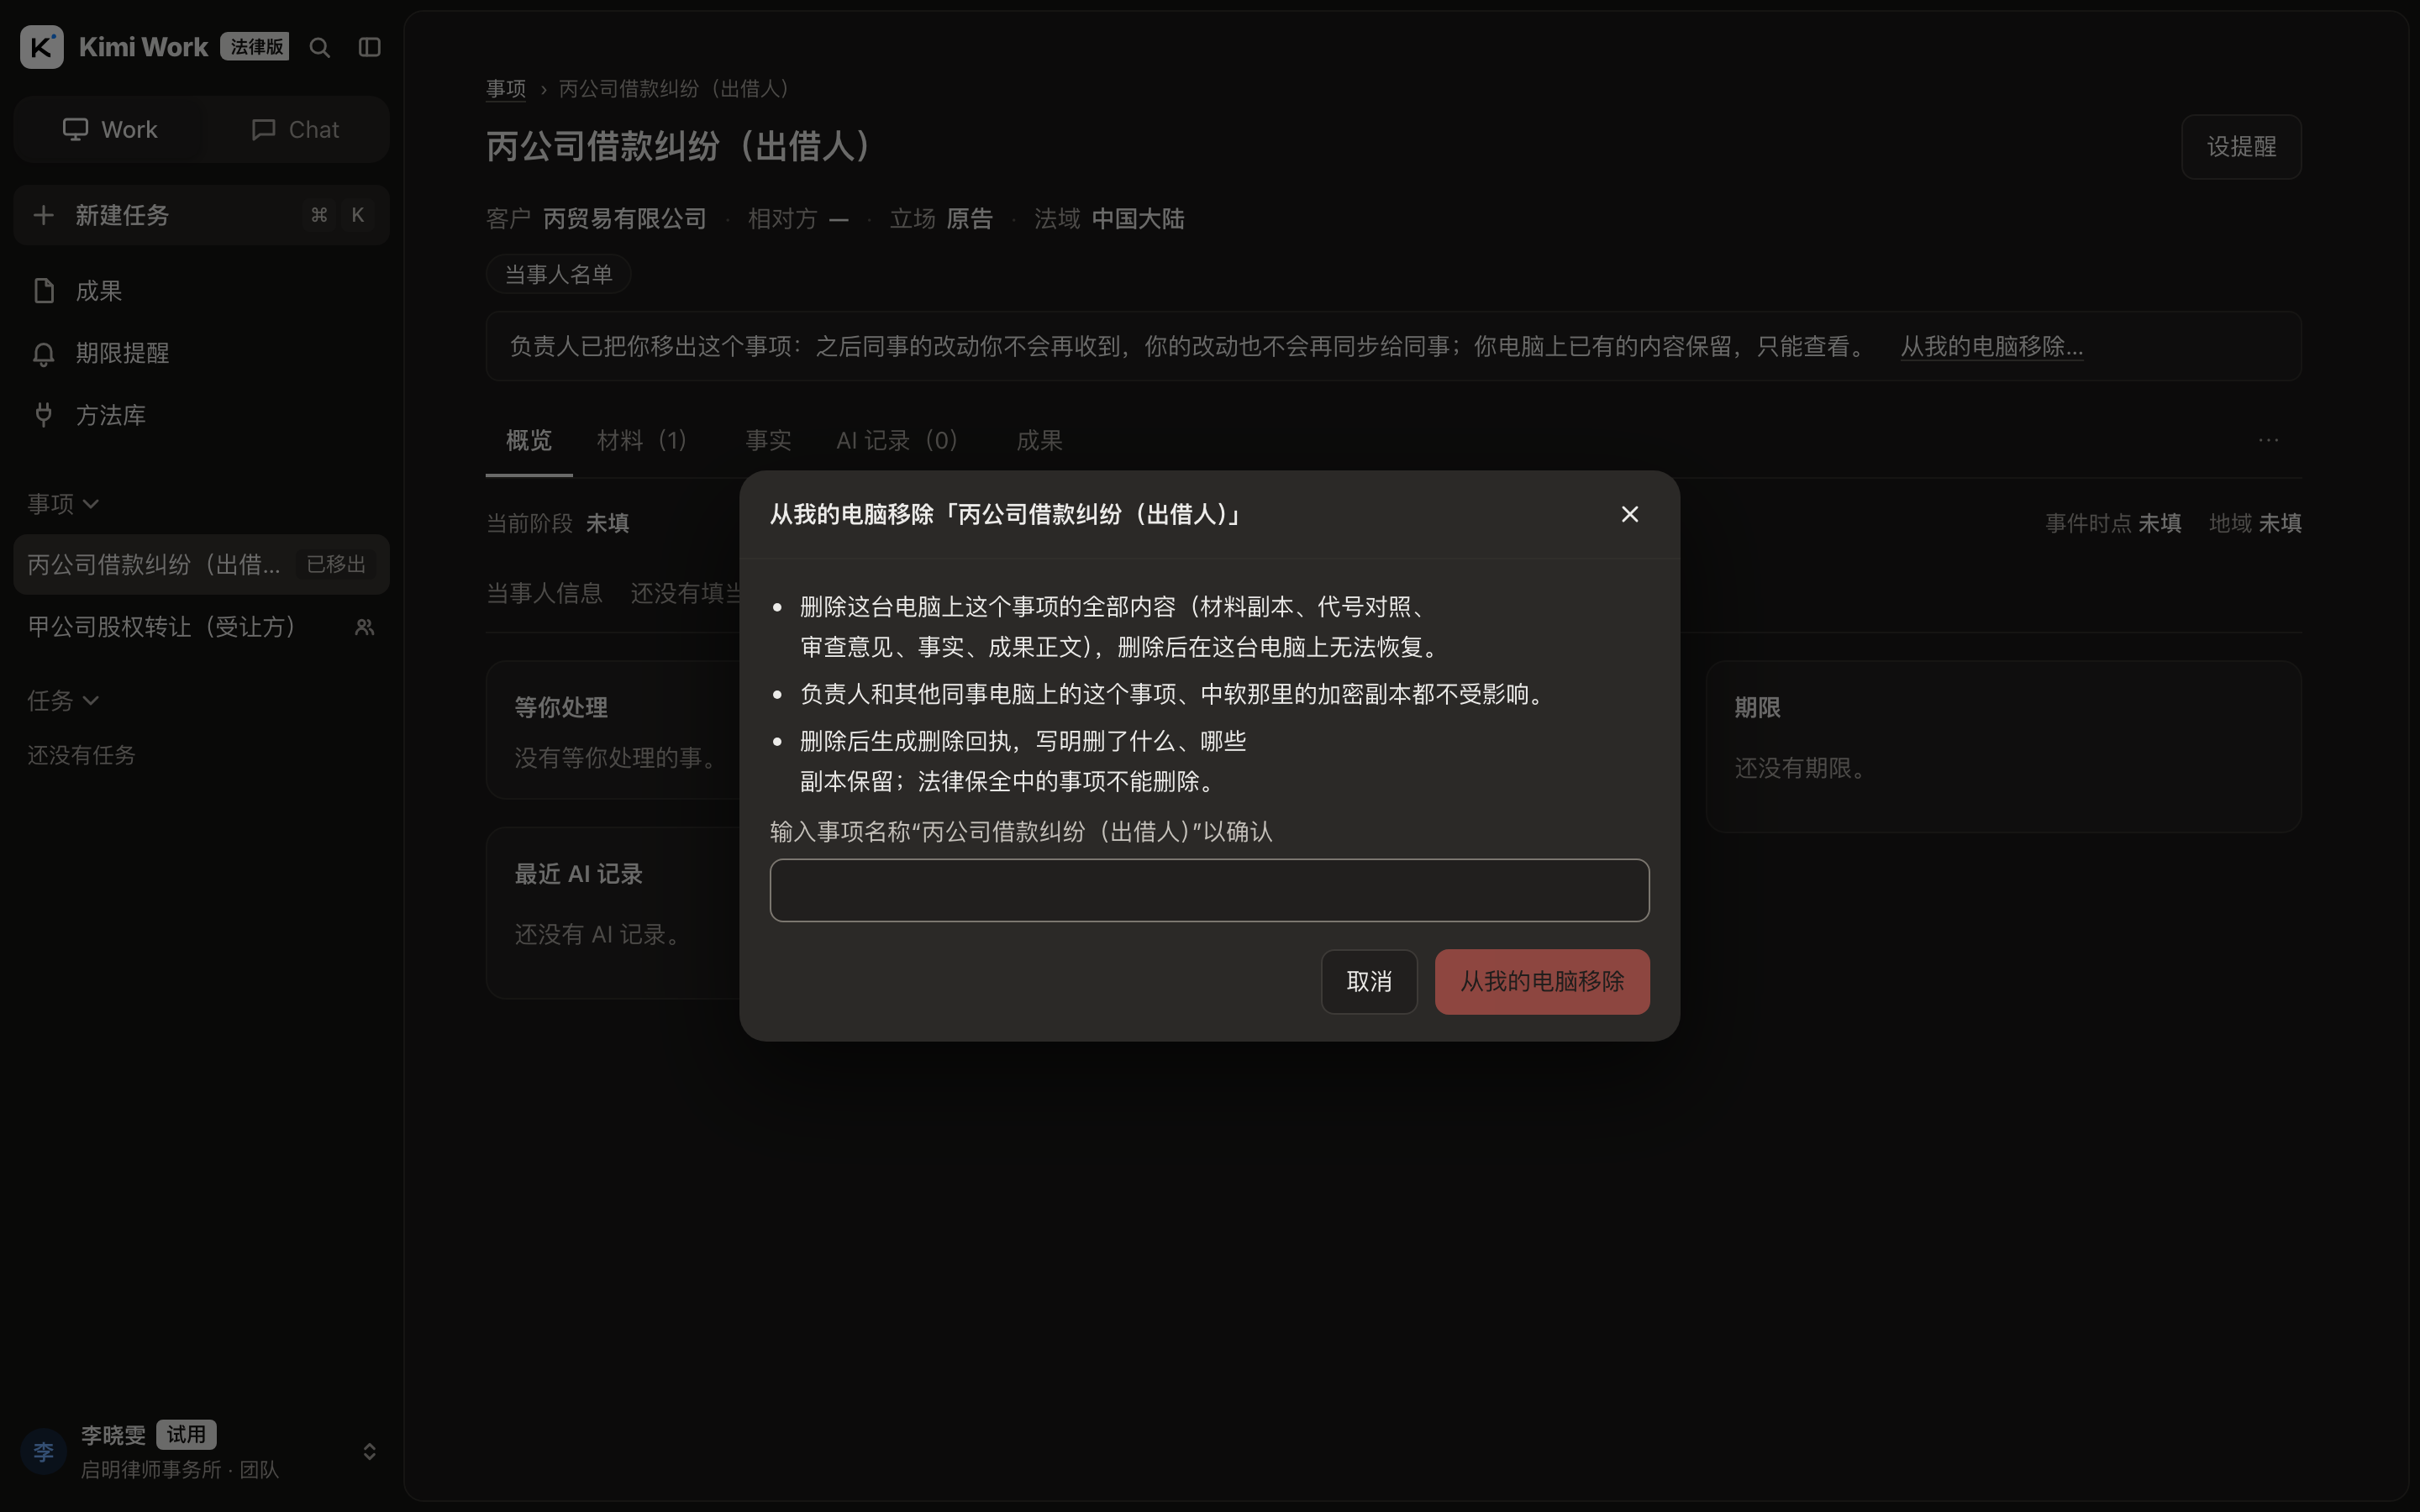 Kimi Work 法律版
Work
Chat
新建任务 ⌘ K
成果
期限提醒
方法库
事项
丙公司借款纠纷（出借... 已移出
甲公司股权转让（受让方）
任务
还没有任务
李
李晓雯 试用
启明律师事务所 · 团队
事项 › 丙公司借款纠纷（出借人）
丙公司借款纠纷（出借人）
设提醒
客户 丙贸易有限公司 · 相对方 — · 立场 原告 · 法域 中国大陆
当事人名单
负责人已把你移出这个事项：之后同事的改动你不会再收到，你的改动也不会再同步给同事；你电脑上已有的内容保留，只能查看。 从我的电脑移除...
概览 材料（1） 事实 AI 记录（0） 成果 ...
当前阶段 未填
事件时点 未填 地域 未填
当事人信息 还没有填当
等你处理
没有等你处理的事。
期限
还没有期限。
最近 AI 记录
还没有 AI 记录。
从我的电脑移除「丙公司借款纠纷（出借人）」
• 删除这台电脑上这个事项的全部内容（材料副本、代号对照、
审查意见、事实、成果正文），删除后在这台电脑上无法恢复。
• 负责人和其他同事电脑上的这个事项、中软那里的加密副本都不受影响。
• 删除后生成删除回执，写明删了什么、哪些
副本保留；法律保全中的事项不能删除。
输入事项名称“丙公司借款纠纷（出借人）”以确认
取消
从我的电脑移除